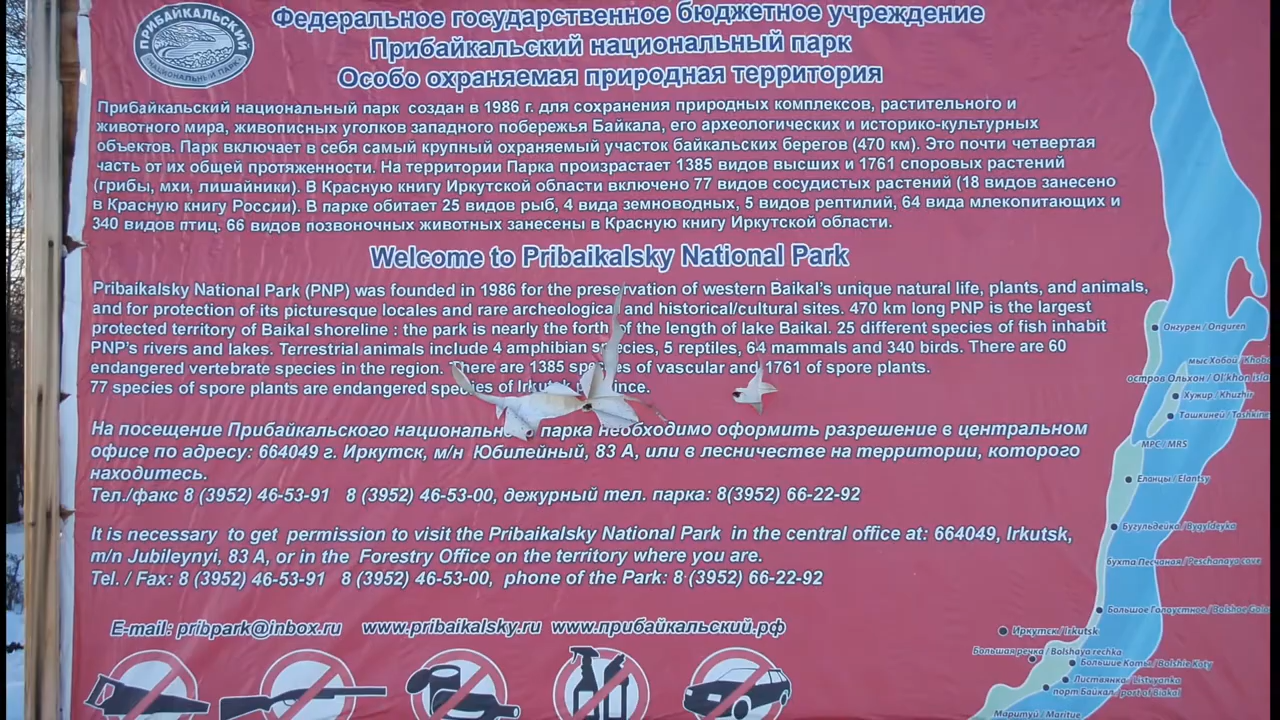 ПРИБАЙКАЛЬСКИЙ
НАЦИОНАЛЬНЫЙ ПАРК
Федеральное государственное бюджетное учреждение
Прибайкальский национальный парк
Особо охраняемая природная территория
Прибайкальский национальный парк создан в 1986 г. для сохранения природных комплексов, растительного и
животного мира, живописных уголков западного побережья Байкала, его археологических и историко-культурных
объектов. Парк включает в себя самый крупный охраняемый участок байкальских берегов (470 км). Это почти четвертая
часть от их общей протяженности. На территории Парка произрастает 1385 видов высших и 1761 споровых растений
(грибы, мхи, лишайники). В Красную книгу Иркутской области включено 77 видов сосудистых растений (18 видов занесено
в Красную книгу России). В парке обитает 25 видов рыб, 4 вида земноводных, 5 видов рептилий, 64 вида млекопитающих и
340 видов птиц. 66 видов позвоночных животных занесены в Красную книгу Иркутской области.
Welcome to Pribaikalsky National Park
Pribaikalsky National Park (PNP) was founded in 1986 for the preservation of western Baikal's unique natural life, plants, and animals,
and for protection of its picturesque locales and rare archeological and historical/cultural sites. 470 km long PNP is the largest
protected territory of Baikal shoreline : the park is nearly the forth of the length of lake Baikal. 25 different species of fish inhabit
PNP's rivers and lakes. Terrestrial animals include 4 amphibian species, 5 reptiles, 64 mammals and 340 birds. There are 60
endangered vertebrate species in the region. There are 1385 species of vascular and 1761 of spore plants.
77 species of spore plants are endangered species of Irkutsk
На посещение Прибайкальского национального парка необходимо оформить разрешение в центральном
офисе по адресу: 664049 г. Иркутск, м/н Юбилейный, 83 А, или в лесничестве на территории, которого
находитесь.
Тел./факс 8 (3952) 46-53-91 8 (3952) 46-53-00, дежурный тел. парка: 8(3952) 66-22-92
It is necessary to get permission to visit the Pribaikalsky National Park in the central office at: 664049, Irkutsk,
m/n Jubileynyi, 83 A, or in the Forestry Office on the territory where you are.
Tel. / Fax: 8 (3952) 46-53-91 8 (3952) 46-53-00, phone of the Park: 8 (3952) 66-22-92
E-mail: pribpark@inbox.ru www.pribaikalsky.ru www.прибайкальский.рф
Онгурен / Onguren
мыс Хобой / Khobo
остров Ольхон / Ol'khon isla
Хужир / Khuzhir
Ташкиней / Tashkine
МРС / MRS
Еланцы / Elantsy
Бугульдейка / Bygyldeyka
бухта Песчаная / Peschanaya cove
Большое Голоустное / Bolshoe Golo
Иркутск / Irkutsk
Большая речка / Bolshaya rechka
Большие Коты / Bolshie Koty
Листвянка / Listvyanka
порт Байкал / port of Biakal
Маритуй / Maritue